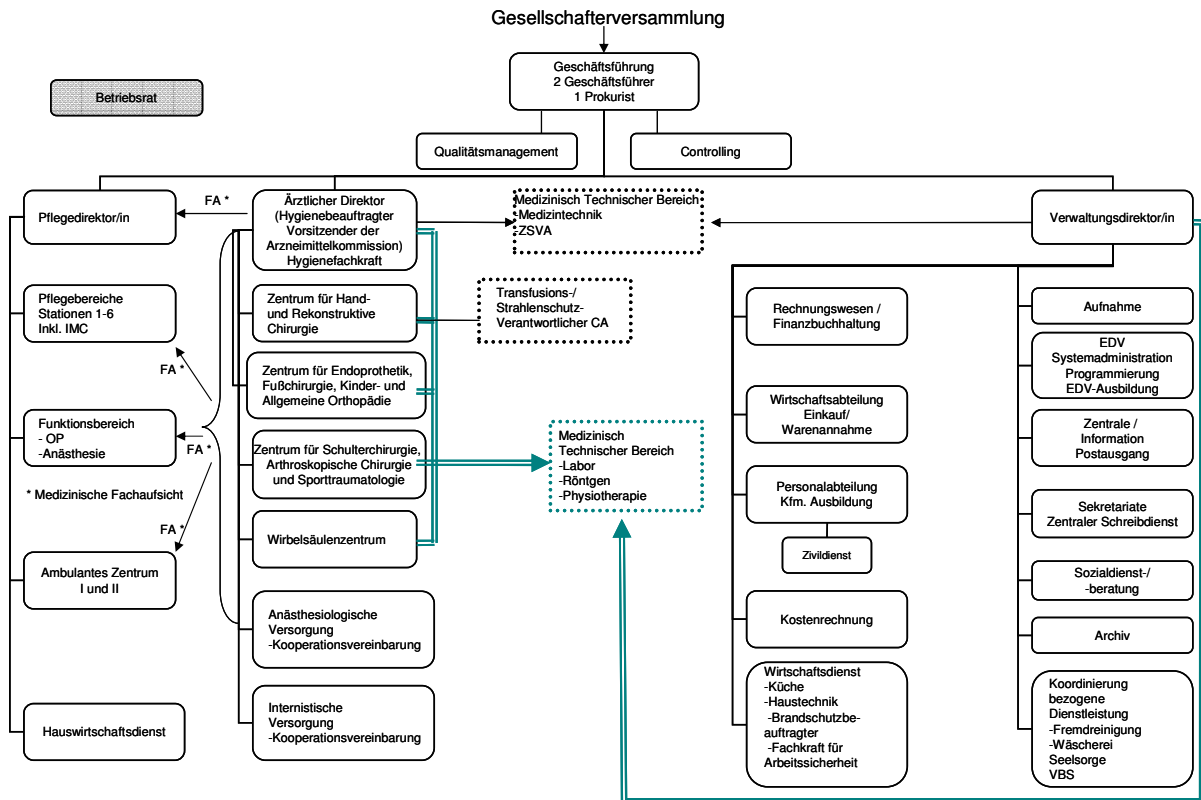 Gesellschafterversammlung
Geschäftsführung
2 Geschäftsführer
1 Prokurist
Betriebsrat
Qualitätsmanagement
Controlling
Pflegedirektor/in
FA *
Ärztlicher Direktor
(Hygienebeauftragter
Vorsitzender der
Arzneimittelkommission)
Hygienefachkraft
Medizinisch Technischer Bereich
-Medizintechnik
-ZSVA
Verwaltungsdirektor/in
Pflegebereiche
Stationen 1-6
Inkl. IMC
FA *
Funktionsbereich
- OP
-Anästhesie
FA *
* Medizinische Fachaufsicht
FA *
Ambulantes Zentrum
I und II
Hauswirtschaftsdienst
Zentrum für Hand-
und Rekonstruktive
Chirurgie
Zentrum für Endoprothetik,
Fußchirurgie, Kinder- und
Allgemeine Orthopädie
Zentrum für Schulterchirurgie,
Arthroskopische Chirurgie
und Sporttraumatologie
Wirbelsäulenzentrum
Anästhesiologische
Versorgung
-Kooperationsvereinbarung
Internistische
Versorgung
-Kooperationsvereinbarung
Transfusions-/
Strahlenschutz-
Verantwortlicher CA
Medizinisch
Technischer Bereich
-Labor
-Röntgen
-Physiotherapie
Rechnungswesen /
Finanzbuchhaltung
Wirtschaftsabteilung
Einkauf/
Warenannahme
Personalabteilung
Kfm. Ausbildung
Zivildienst
Kostenrechnung
Wirtschaftsdienst
-Küche
-Haustechnik
-Brandschutzbe-
auftragter
-Fachkraft für
Arbeitssicherheit
Aufnahme
EDV
Systemadministration
Programmierung
EDV-Ausbildung
Zentrale /
Information
Postausgang
Sekretariate
Zentraler Schreibdienst
Sozialdienst-/
-beratung
Archiv
Koordinierung
bezogene
Dienstleistung
-Fremdreinigung
-Wäscherei
Seelsorge
VBS